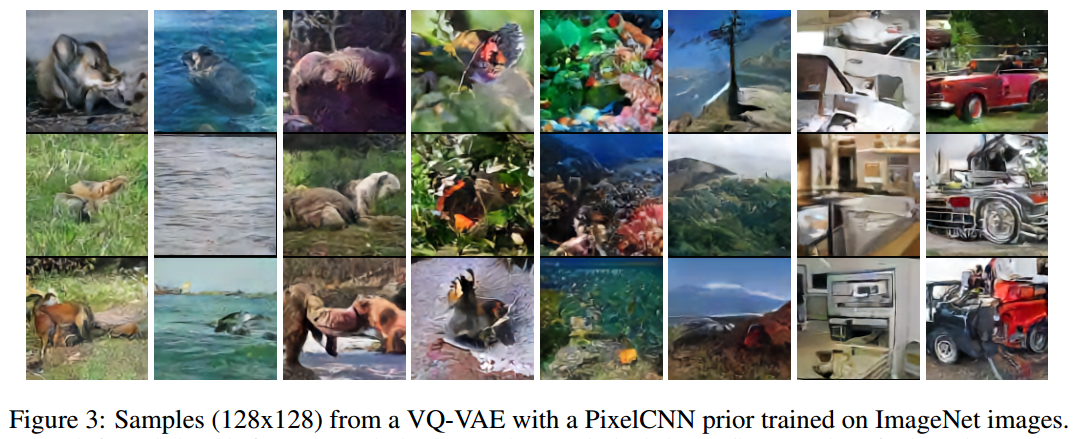 Figure 3: Samples (128x128) from a VQ-VAE with a PixelCNN prior trained on ImageNet images.